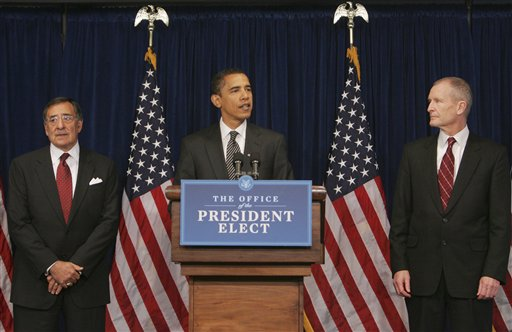 THE OFFICE
of the
PRESIDENT
ELECT